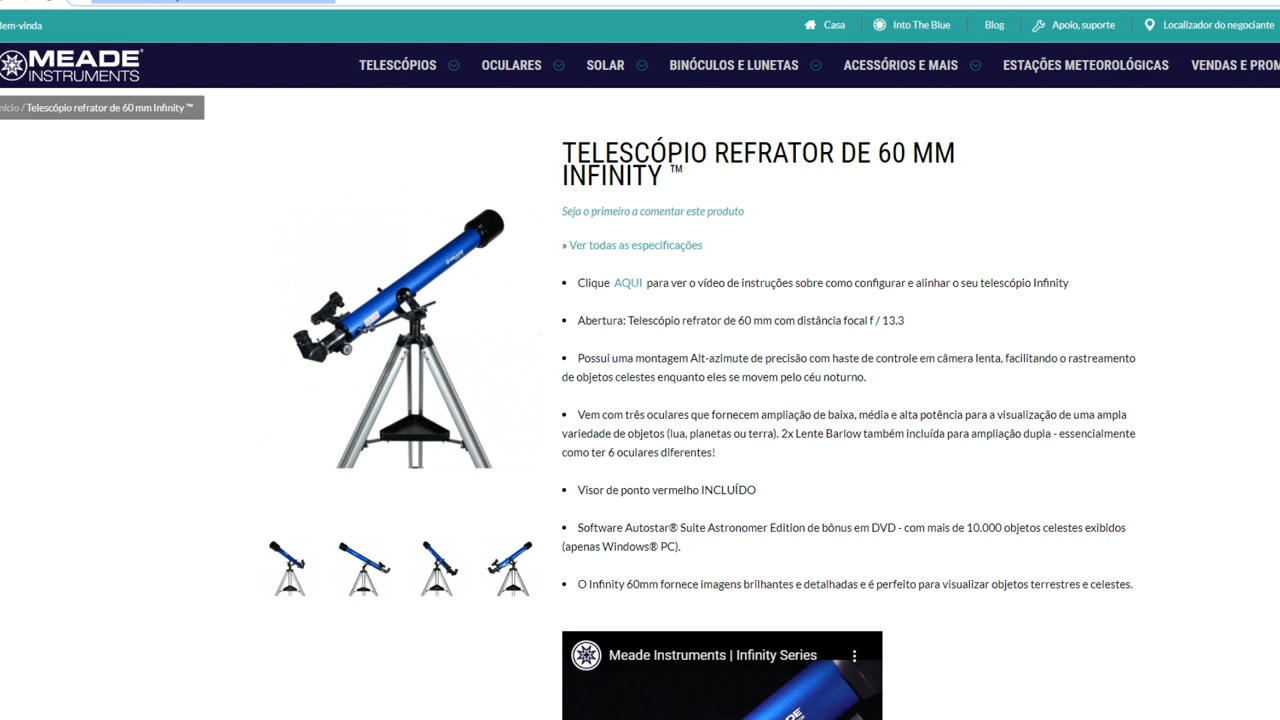 Bem-vinda
Casa
Into The Blue
Blog
Apoio, suporte
Localizador do negociante
MEADE®
INSTRUMENTS
TELESCÓPIOS
OCULARES
SOLAR
BINÓCULOS E LUNETAS
ACESSÓRIOS E MAIS
ESTAÇÕES METEOROLÓGICAS
VENDAS E PROM
nício / Telescópio refrator de 60 mm Infinity ™
TELESCÓPIO REFRATOR DE 60 MM
INFINITY ™
Seja o primeiro a comentar este produto
» Ver todas as especificações
• Clique AQUI para ver o vídeo de instruções sobre como configurar e alinhar o seu telescópio Infinity
• Abertura: Telescópio refrator de 60 mm com distância focal f / 13.3
• Possui uma montagem Alt-azimute de precisão com haste de controle em câmera lenta, facilitando o rastreamento
de objetos celestes enquanto eles se movem pelo céu noturno.
• Vem com três oculares que fornecem ampliação de baixa, média e alta potência para a visualização de uma ampla
variedade de objetos (lua, planetas ou terra). 2x Lente Barlow também incluída para ampliação dupla - essencialmente
como ter 6 oculares diferentes!
• Visor de ponto vermelho INCLUÍDO
• Software Autostar® Suite Astronomer Edition de bônus em DVD - com mais de 10.000 objetos celestes exibidos
(apenas Windows® PC).
• O Infinity 60mm fornece imagens brilhantes e detalhadas e é perfeito para visualizar objetos terrestres e celestes.
Meade Instruments | Infinity Series